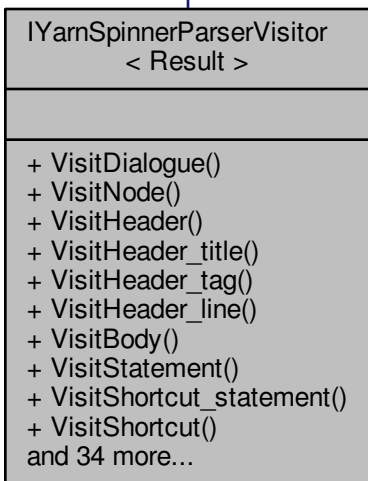 IYarnSpinnerParserVisitor
< Result >
+ VisitDialogue()
+ VisitNode()
+ VisitHeader()
+ VisitHeader_title()
+ VisitHeader_tag()
+ VisitHeader_line()
+ VisitBody()
+ VisitStatement()
+ VisitShortcut_statement()
+ VisitShortcut()
and 34 more...